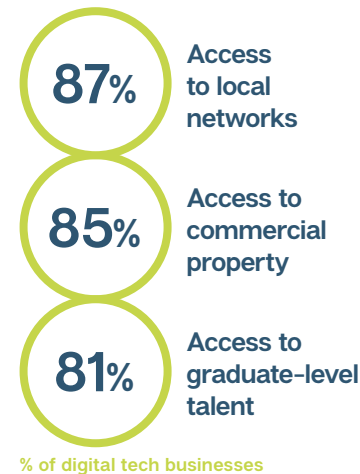 87%
Access
to local
networks
85%
Access to
commercial
property
81%
Access to
graduate-level
talent
% of digital tech businesses